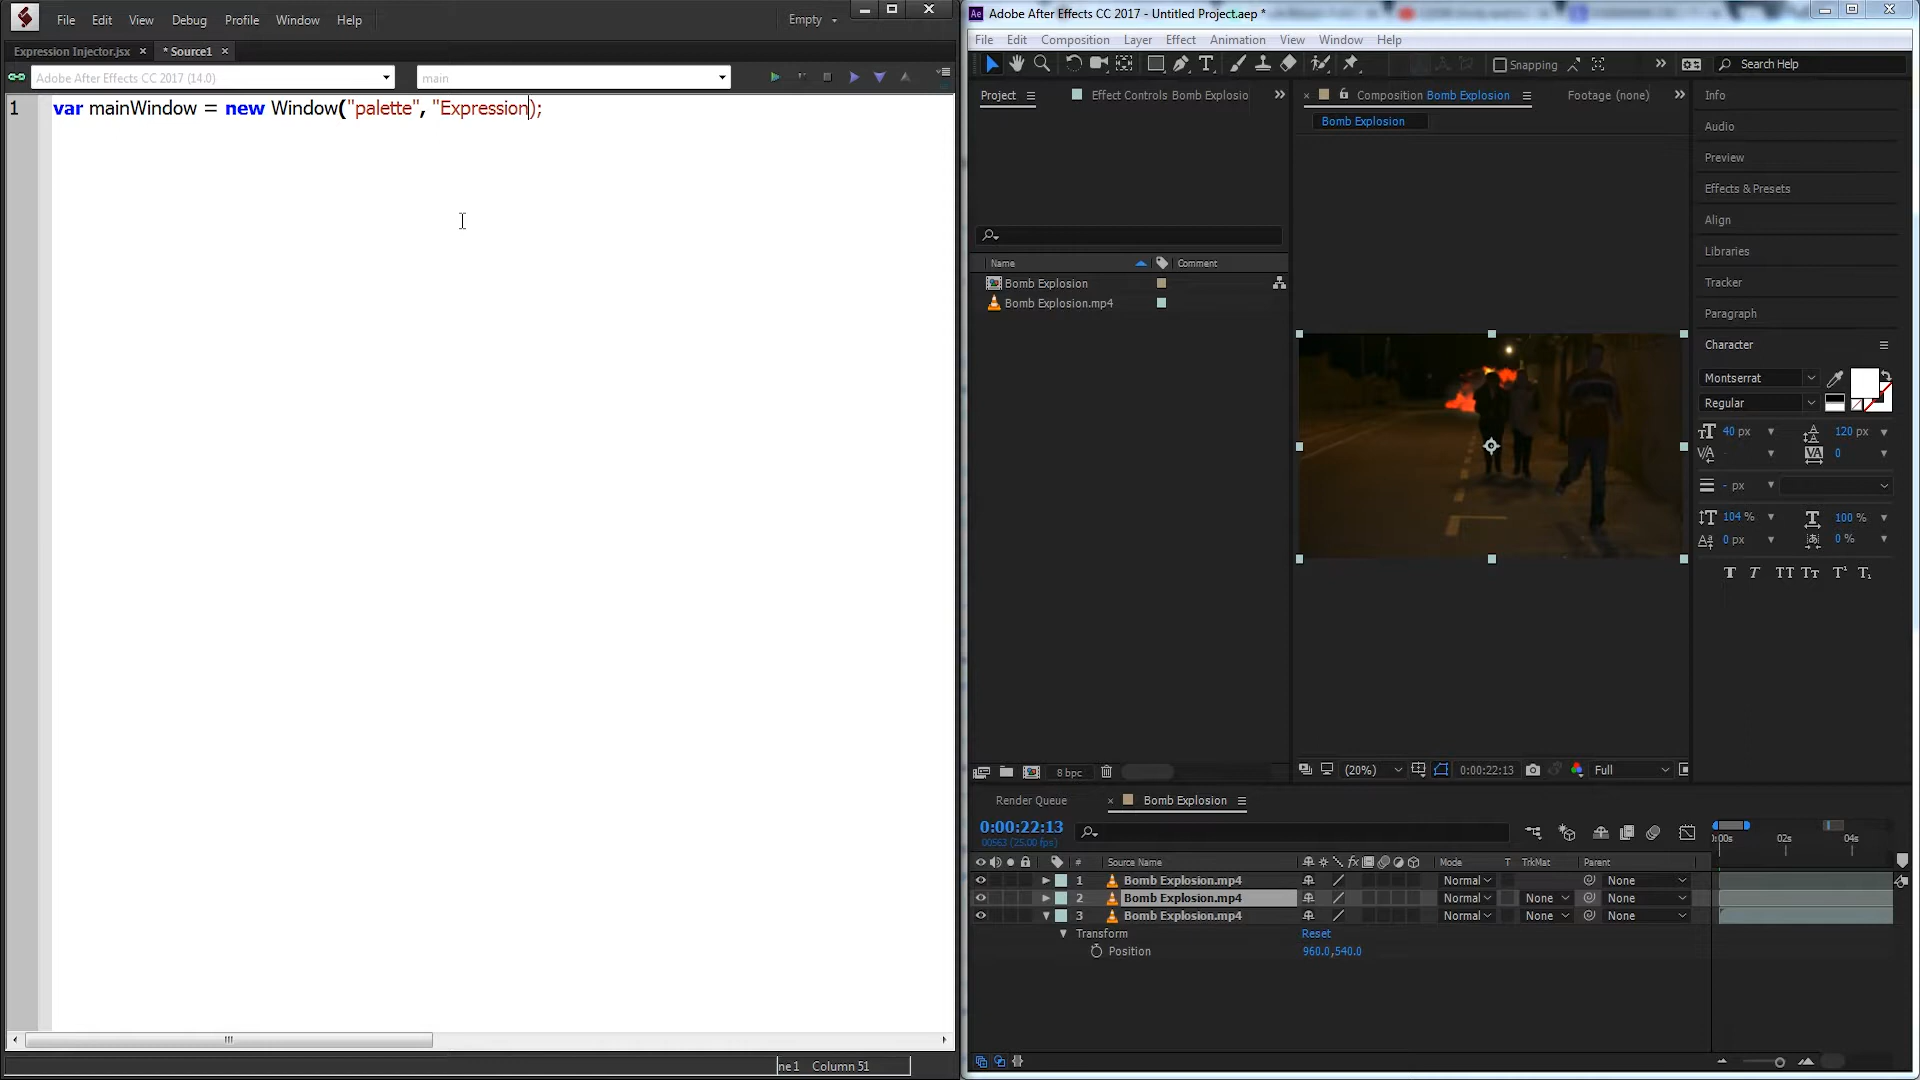 File Edit View Debug Profile Window Help
Empty
Expression Injector.jsx
* Source1
Adobe After Effects CC 2017 (14.0)
main
1 var mainWindow = new Window("palette", "Expression);
Column 51
Adobe After Effects CC 2017 - Untitled Project.aep *
File Edit Composition Layer Effect Animation View Window Help
Snapping
Search Help
Project
Effect Controls Bomb Explosio
Composition Bomb Explosion
Footage (none)
Bomb Explosion
Name
Comment
Bomb Explosion
Bomb Explosion.mp4
8 bpc
(20%)
0:00:22:13
Full
Info
Audio
Preview
Effects & Presets
Align
Libraries
Tracker
Paragraph
Character
Montserrat
Regular
40 px
120 px
0
- px
104 %
100 %
0 px
0 %
Render Queue
Bomb Explosion
0:00:22:13
00563 (25.00 fps)
02s
04s
# Source Name Mode T TrkMat Parent
1 Bomb Explosion.mp4 Normal None
2 Bomb Explosion.mp4 Normal None None
3 Bomb Explosion.mp4 Normal None None
Transform Reset
Position 960.0,540.0